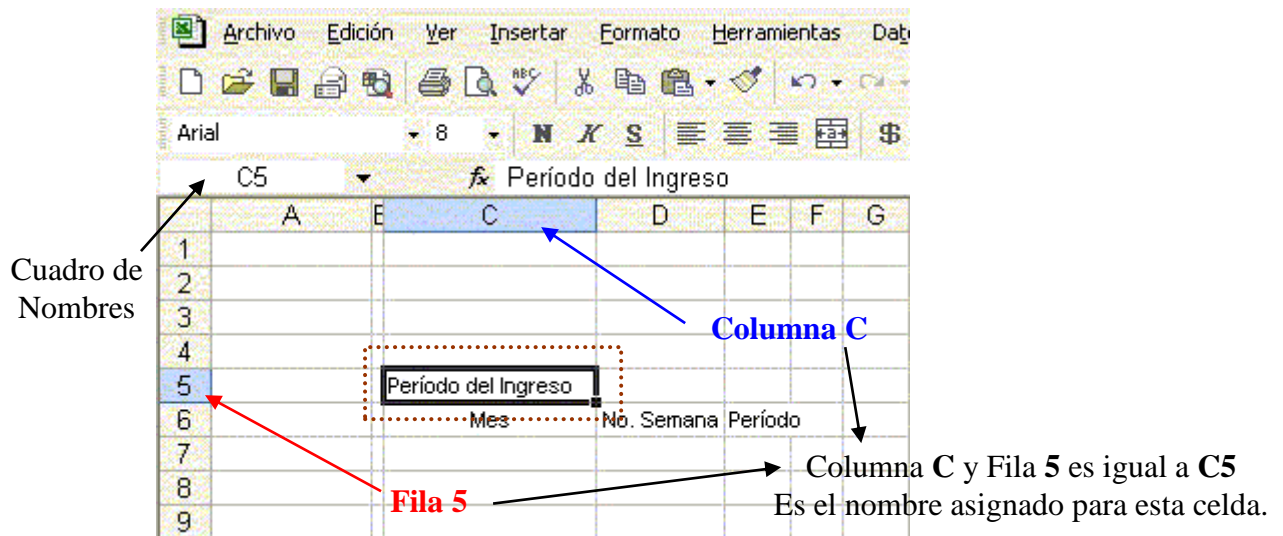 Archivo Edición Ver Insertar Formato Herramientas Dat
ABC
Arial 8 N K S $
C5 fx Período del Ingreso
A B C D E F G
1
Cuadro de
2
Nombres
3
Columna C
4
5 Período del Ingreso
6 Mes No. Semana Período
7
Columna C y Fila 5 es igual a C5
8
Fila 5
Es el nombre asignado para esta celda.
9